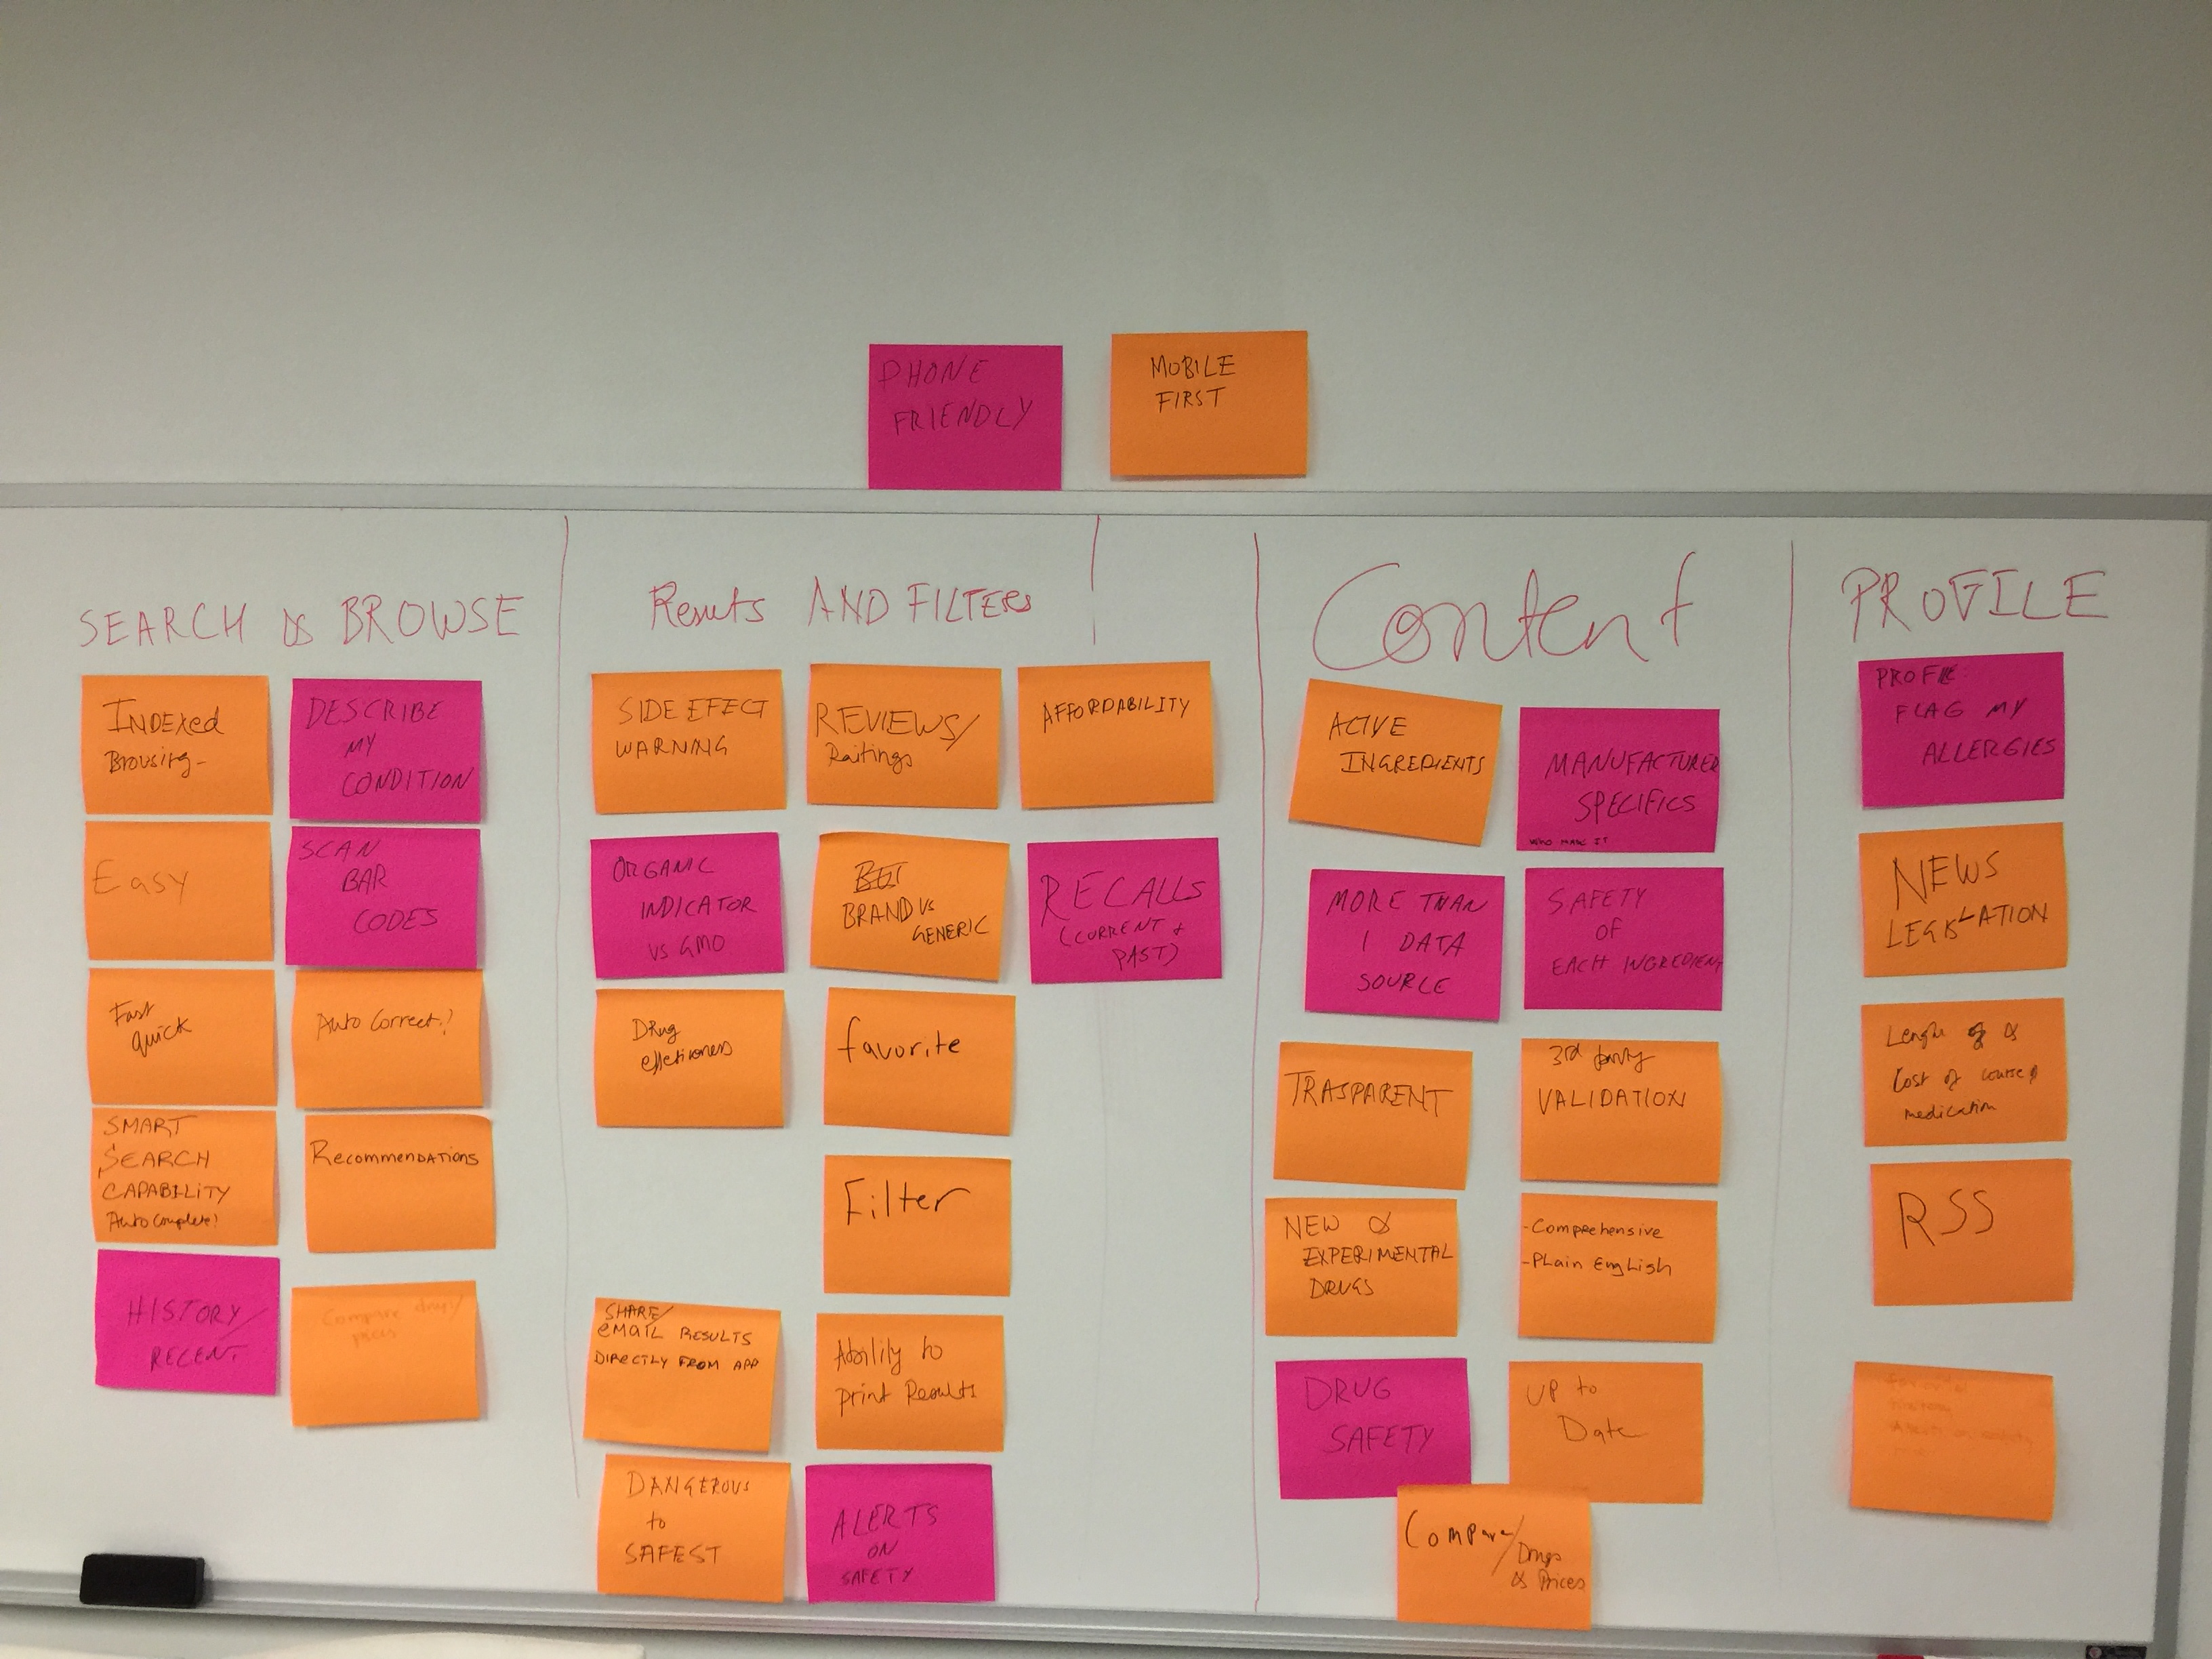 PHONE
FRIENDLY
MOBILE
FIRST
SEARCH & BROWSE
INDEXed
Browsing-
DESCRIBE
MY
CONDITION
Easy
SCAN
BAR
CODES
Fast
quick
Auto Correct?
SMART
SEARCH
CAPABILITY
Auto Complete!
RecommenDATIONS
HISTORY/
RECENT
Compare drugs/
prices
Results AND FILTERS
SIDE EFECT
WARNING
REVIEWS/
Raitings
AFFORDABILITY
ORGANIC
INDICATOR
VS GMO
BRAND VS
GENERIC
RECALLS
(CURRENT +
PAST)
DRug
effectiveness
favorite
Filter
SHARE/
eMAIL RESULTS
DIRECTLY FROM APP
Ability to
print Results
DANGEROUS
to
SAFEST
ALERTS
ON
SAFETY
Content
ACIVE
INGREDIENTS
MANUFACTURER
SPECIFICS
WHO MAKE IT
MORE THAN
1 DATA
SOURCE
SAFETY
OF
EACH INGREDIENT
TRASPARENT
3rd party
VALIDATION
NEW &
EXPERIMENTAL
DRUGS
-Comprehensive
-PLain EngLish
DRUG
SAFETY
UP to
Date
Compare/
Drugs
& Prices
PROFILE
PROFILE:
FLAG MY
ALLERGIES
NEWS
LEGISLATION
Lenght of &
Cost of course
medication
RSS